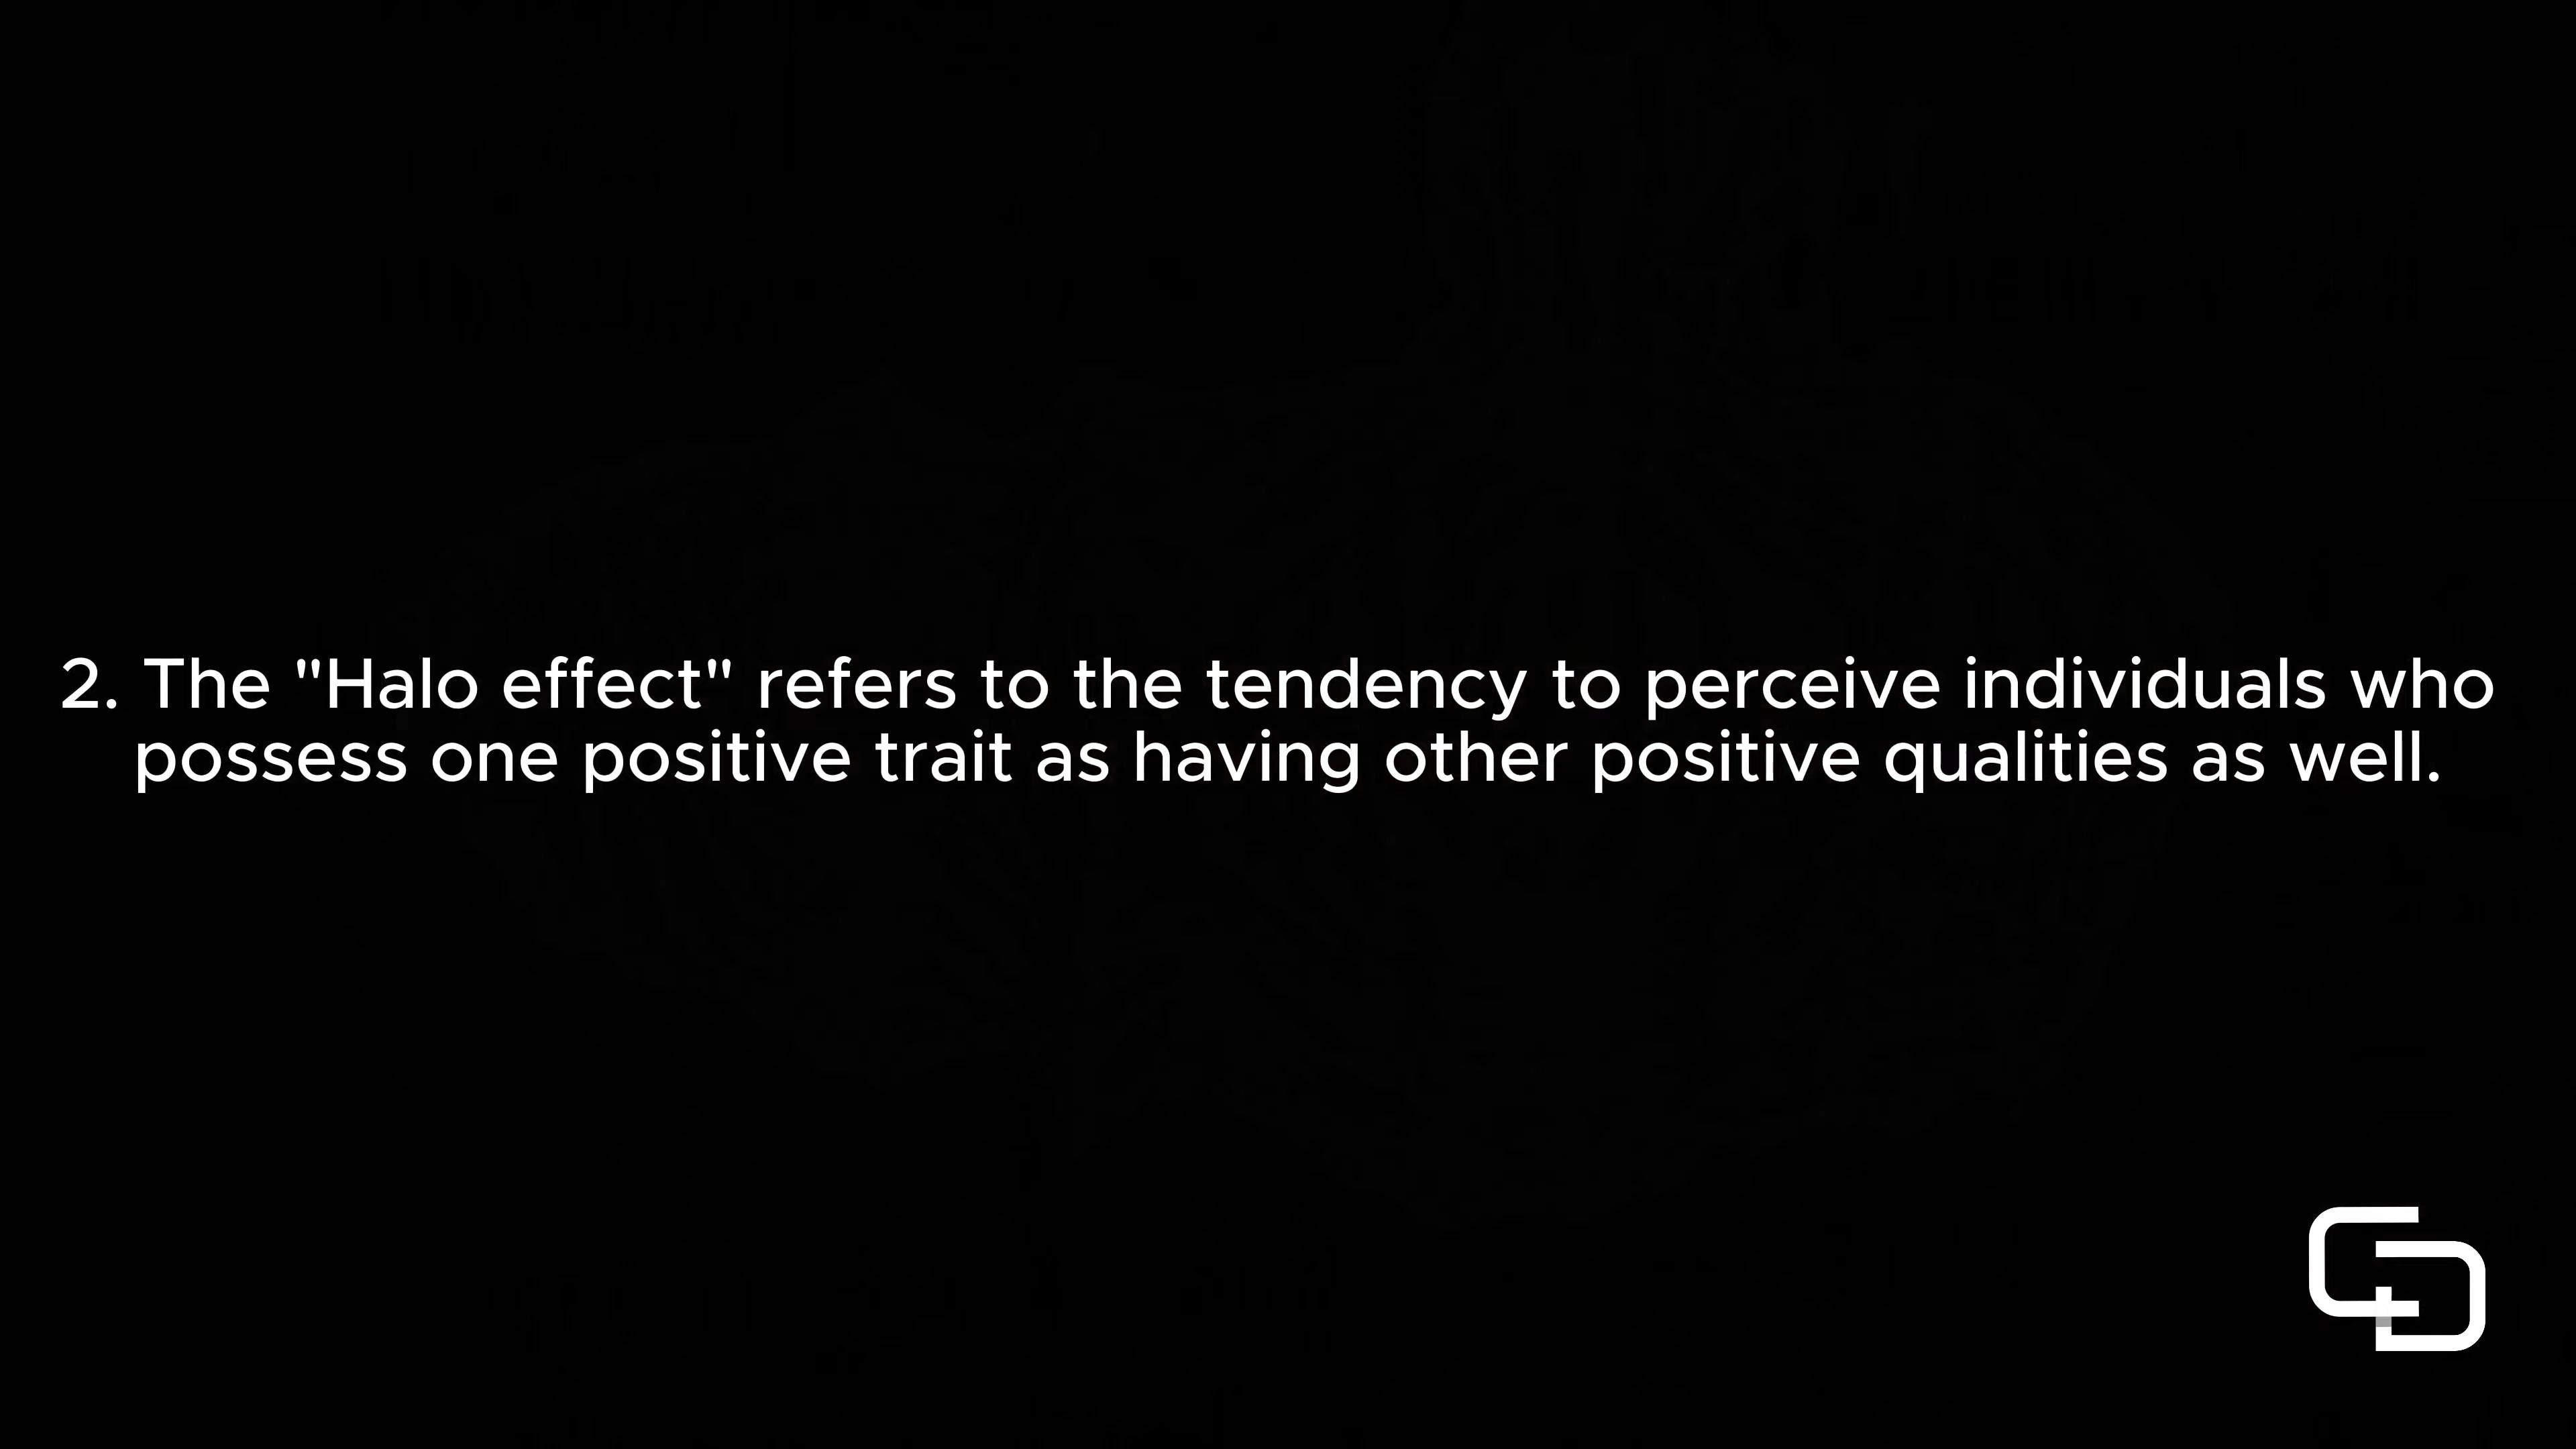 2. The "Halo effect" refers to the tendency to perceive individuals who
possess one positive trait as having other positive qualities as well.